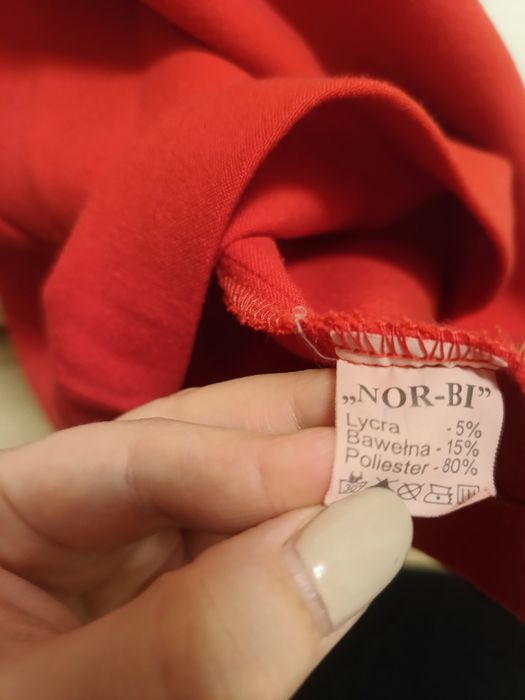 „NOR-BI”
Lycra - 5%
Bawełna - 15%
Poliester - 80%